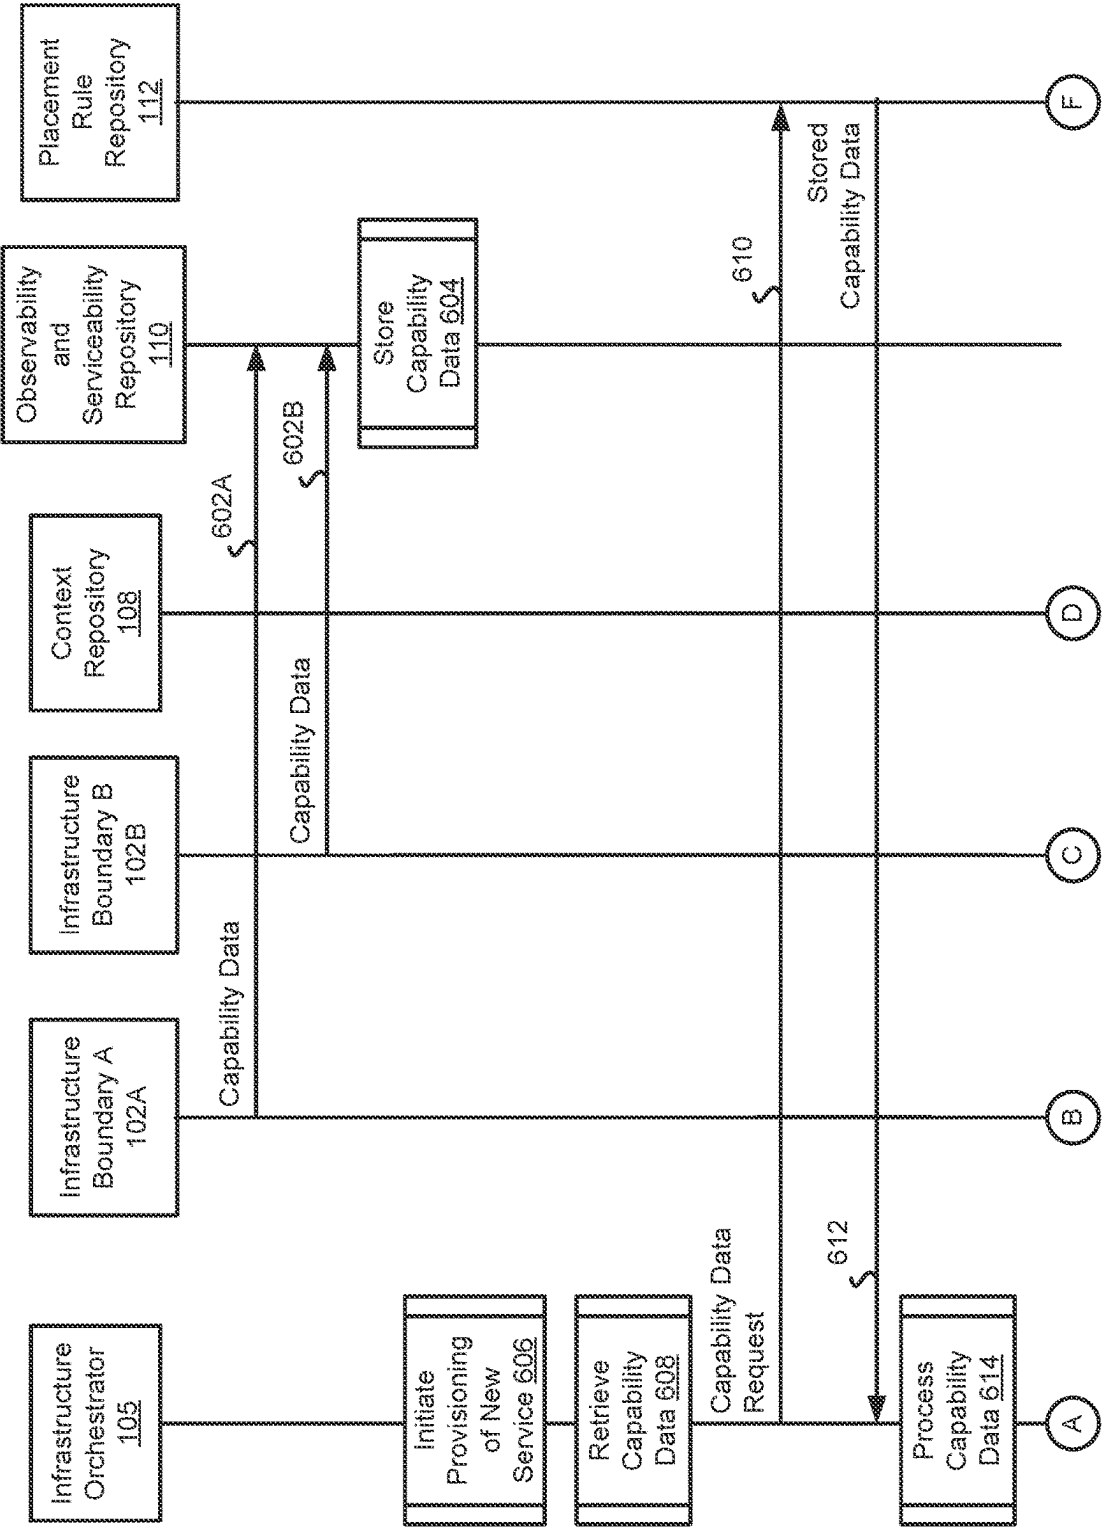 Infrastructure
Orchestrator
105
Infrastructure
Boundary A
102A
Infrastructure
Boundary B
102B
Context
Repository
108
Observability
and
Serviceability
Repository
110
Placement
Rule
Repository
112
Capability Data
602A
Capability Data
602B
Store
Capability
Data 604
Initiate
Provisioning
of New
Service 606
Retrieve
Capability
Data 608
Capability Data
Request
610
Stored
Capability Data
612
Process
Capability
Data 614
A
B
C
D
F